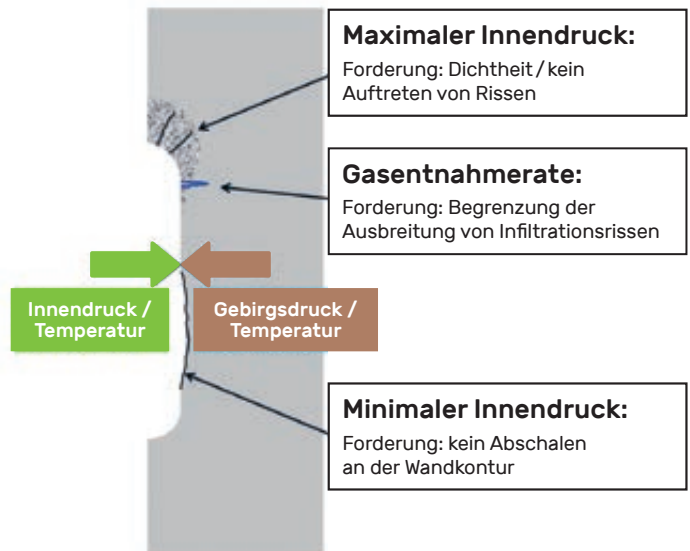 Maximaler Innendruck:
Forderung: Dichtheit / kein
Auftreten von Rissen
Gasentnahmerate:
Forderung: Begrenzung der
Ausbreitung von Infiltrationsrissen
Innendruck /
Temperatur
Gebirgsdruck /
Temperatur
Minimaler Innendruck:
Forderung: kein Abschalen
an der Wandkontur